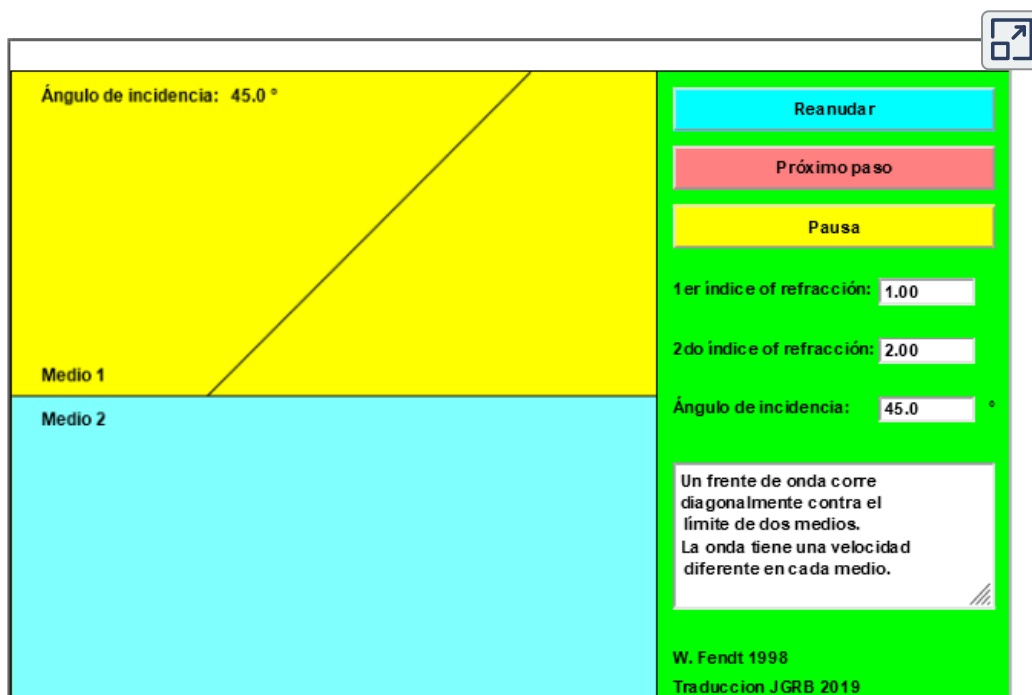 Ángulo de incidencia: 45.0 °
Medio 1
Medio 2
Reanudar
Próximo paso
Pausa
1er índice of refracción: 1.00
2do índice of refracción: 2.00
Ángulo de incidencia: 45.0 °
Un frente de onda corre
diagonalmente contra el
límite de dos medios.
La onda tiene una velocidad
diferente en cada medio.
W. Fendt 1998
Traduccion JGRB 2019